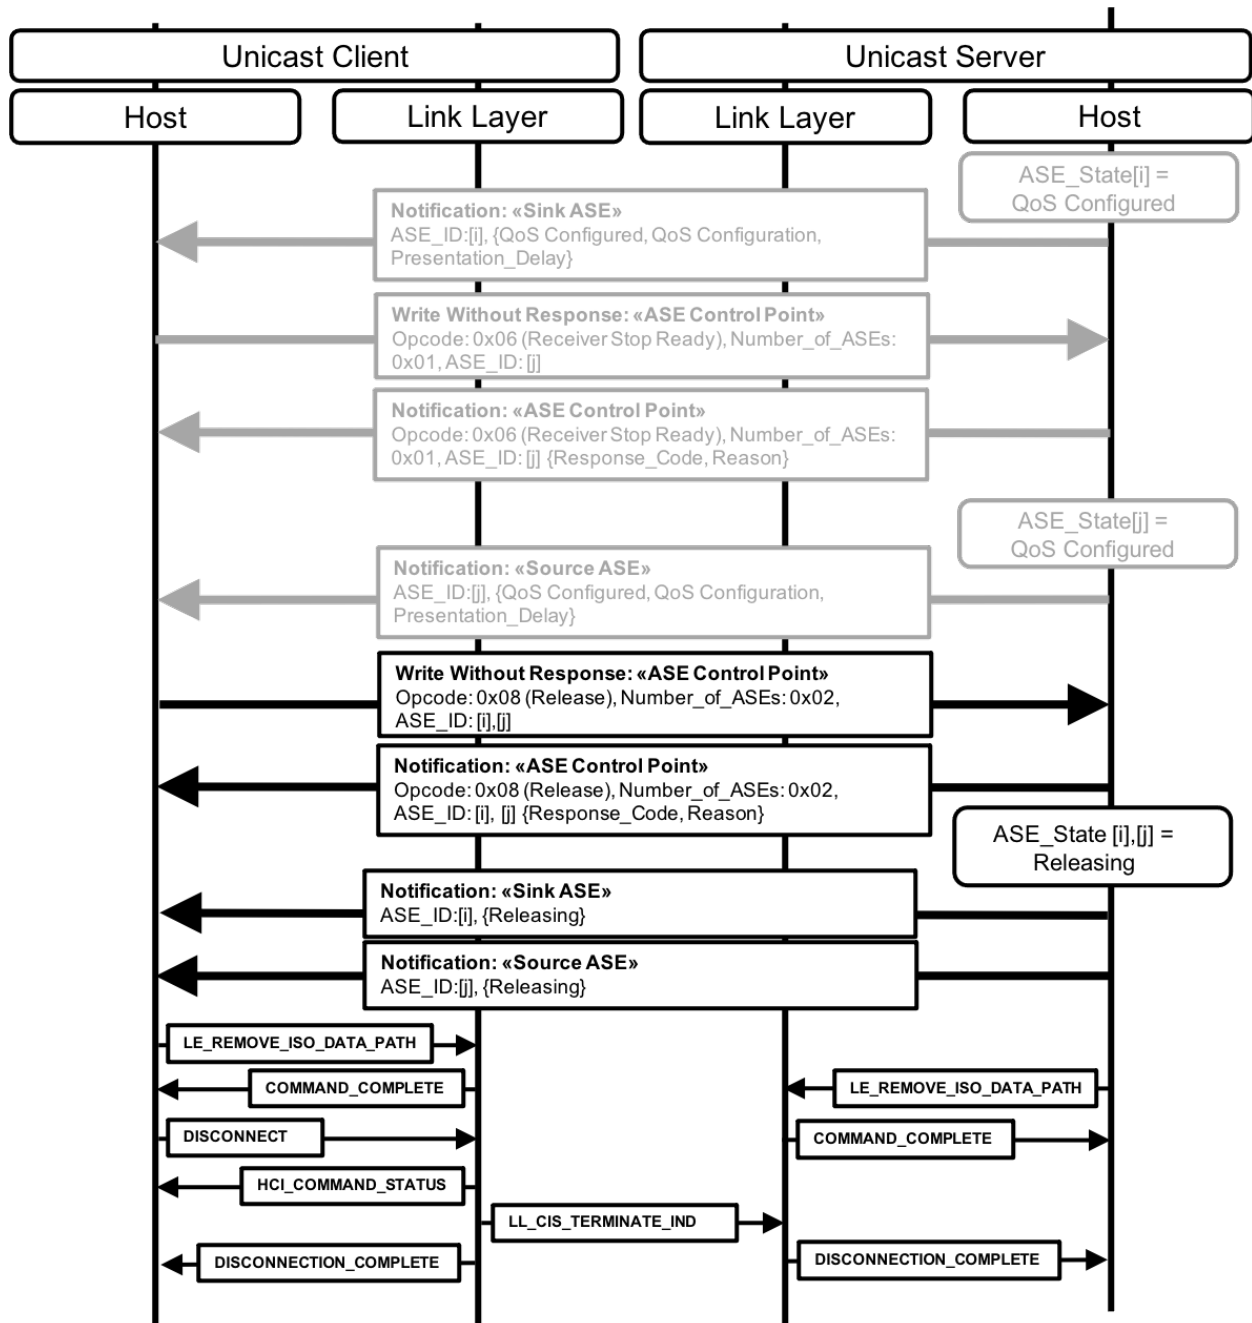 Unicast Client
Unicast Server
Host
Link Layer
Link Layer
Host
ASE_State[i] =
QoS Configured
Notification: «Sink ASE»
ASE_ID:[i], {QoS Configured, QoS Configuration,
Presentation_Delay}
Write Without Response: «ASE Control Point»
Opcode: 0x06 (Receiver Stop Ready), Number_of_ASEs:
0x01, ASE_ID: [j]
Notification: «ASE Control Point»
Opcode: 0x06 (Receiver Stop Ready), Number_of_ASEs:
0x01, ASE_ID: [j] {Response_Code, Reason}
ASE_State[j] =
QoS Configured
Notification: «Source ASE»
ASE_ID:[j], {QoS Configured, QoS Configuration,
Presentation_Delay}
Write Without Response: «ASE Control Point»
Opcode: 0x08 (Release), Number_of_ASEs: 0x02,
ASE_ID: [i],[j]
Notification: «ASE Control Point»
Opcode: 0x08 (Release), Number_of_ASEs: 0x02,
ASE_ID: [i], [j] {Response_Code, Reason}
ASE_State [i],[j] =
Releasing
Notification: «Sink ASE»
ASE_ID:[i], {Releasing}
Notification: «Source ASE»
ASE_ID:[j], {Releasing}
LE_REMOVE_ISO_DATA_PATH
COMMAND_COMPLETE
LE_REMOVE_ISO_DATA_PATH
DISCONNECT
COMMAND_COMPLETE
HCI_COMMAND_STATUS
LL_CIS_TERMINATE_IND
DISCONNECTION_COMPLETE
DISCONNECTION_COMPLETE